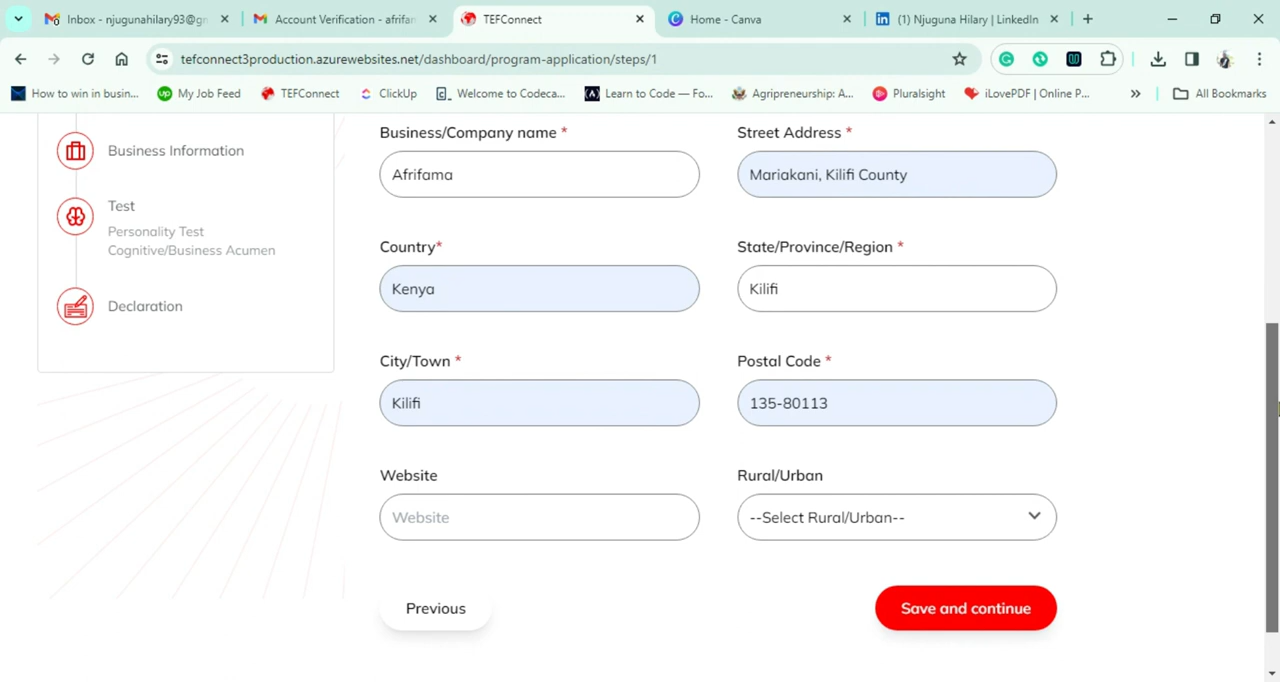 Inbox - njugunahilary93@gm
Account Verification - afrifan
TEFConnect
Home - Canva
(1) Njuguna Hilary | LinkedIn
tefconnect3production.azurewebsites.net/dashboard/program-application/steps/1
How to win in busin...
My Job Feed
TEFConnect
ClickUp
Welcome to Codeca...
Learn to Code — Fo...
Agripreneurship: A...
Pluralsight
iLovePDF | Online P...
»
All Bookmarks
Business Information
Test
Personality Test
Cognitive/Business Acumen
Declaration
Business/Company name *
Street Address *
Afrifama
Mariakani, Kilifi County
Country*
State/Province/Region *
Kenya
Kilifi
City/Town *
Postal Code *
Kilifi
135-80113
Website
Rural/Urban
Website
--Select Rural/Urban--
Previous
Save and continue